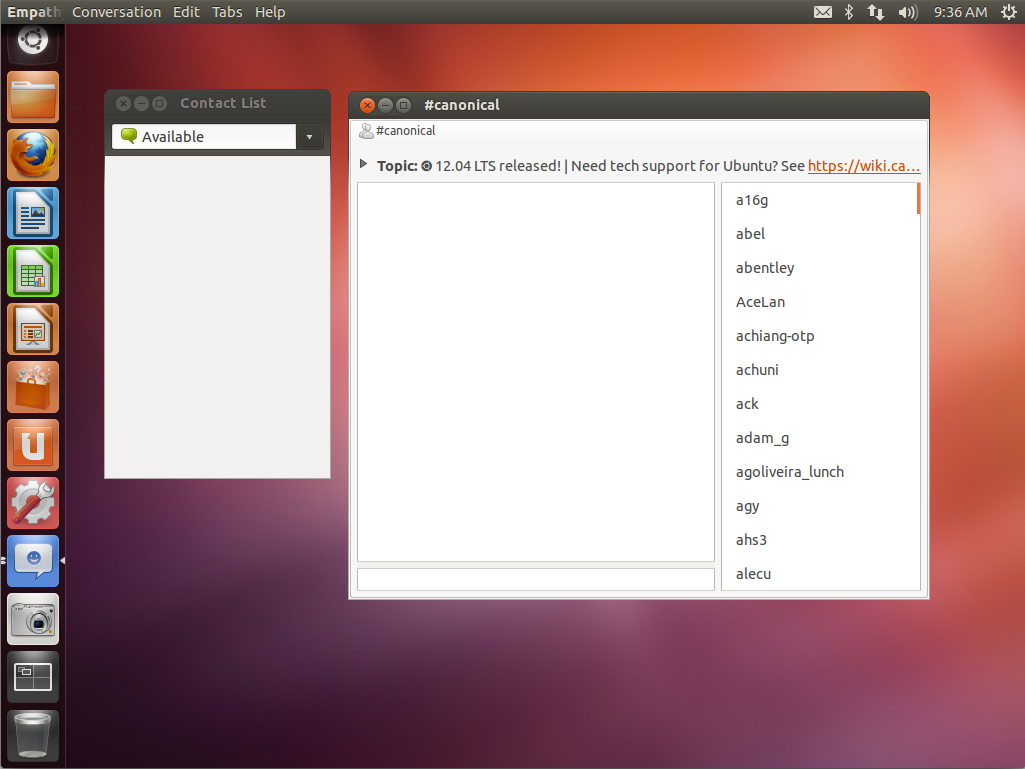 Empath Conversation Edit Tabs Help 9:36 AM
Contact List
Available
#canonical
#canonical
Topic: 12.04 LTS released! | Need tech support for Ubuntu? See https://wiki.ca...
a16g
abel
abentley
AceLan
achiang-otp
achuni
ack
adam_g
agoliveira_lunch
agy
ahs3
alecu